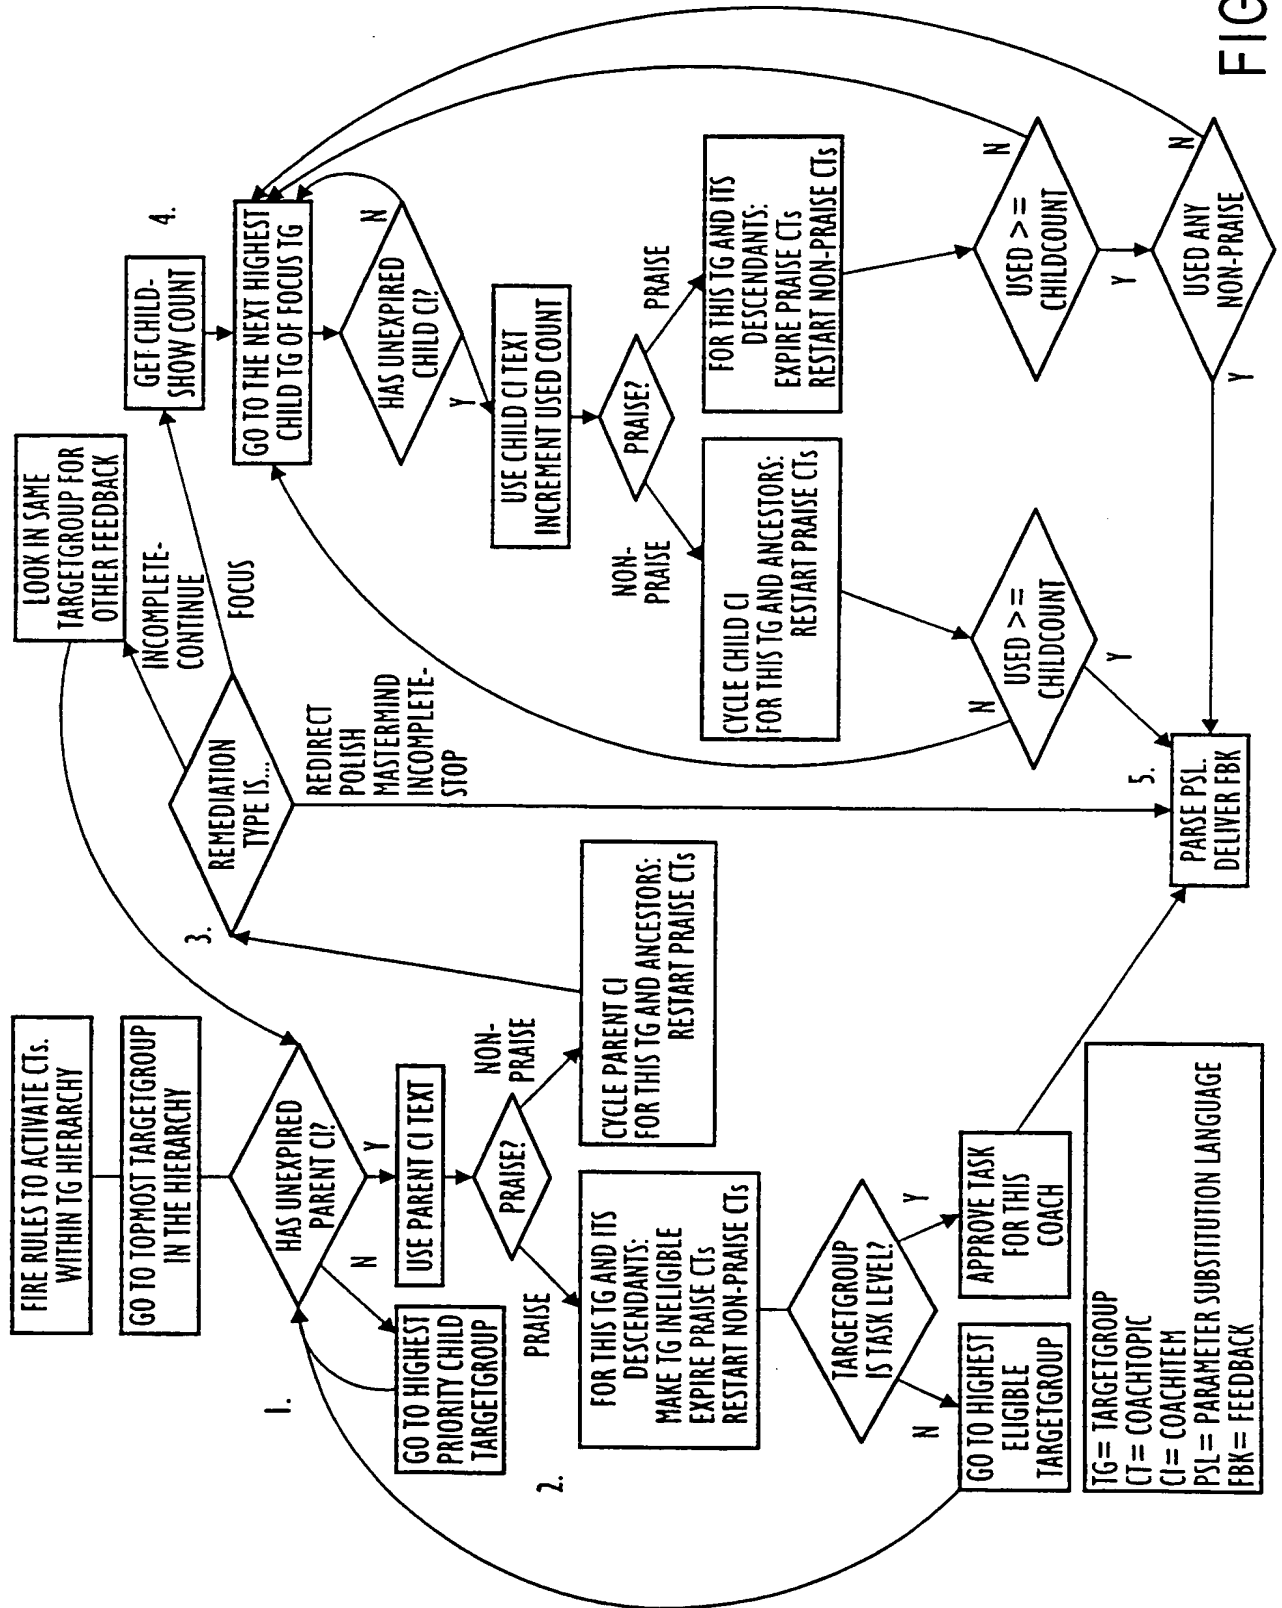 FIRE RULES TO ACTIVATE CTs.
WITHIN TG HIERARCHY
GO TO TOPMOST TARGETGROUP
IN THE HIERARCHY
1.
HAS UNEXPIRED
PARENT CI?
N
Y
GO TO HIGHEST
PRIORITY CHILD
TARGETGROUP
USE PARENT CI TEXT
PRAISE?
PRAISE
NON-
PRAISE
2.
FOR THIS TG AND ITS
DESCENDANTS:
MAKE TG INELIGIBLE
EXPIRE PRAISE CTs
RESTART NON-PRAISE CTs
CYCLE PARENT CI
FOR THIS TG AND ANCESTORS:
RESTART PRAISE CTs
TARGETGROUP
IS TASK LEVEL?
N
Y
GO TO HIGHEST
ELIGIBLE
TARGETGROUP
APPROVE TASK
FOR THIS
COACH
TG= TARGETGROUP
CT= COACHTOPIC
CI= COACHITEM
PSL= PARAMETER SUBSTITUTION LANGUAGE
FBK= FEEDBACK
3.
REMEDIATION
TYPE IS...
LOOK IN SAME
TARGETGROUP FOR
OTHER FEEDBACK
INCOMPLETE-
CONTINUE
FOCUS
REDIRECT
POLISH
MASTERMIND
INCOMPLETE-
STOP
4.
GET CHILD-
SHOW COUNT
GO TO THE NEXT HIGHEST
CHILD TG OF FOCUS TG
HAS UNEXPIRED
CHILD CI?
N
Y
USE CHILD CI TEXT
INCREMENT USED COUNT
PRAISE?
NON-
PRAISE
PRAISE
CYCLE CHILD CI
FOR THIS TG AND ANCESTORS:
RESTART PRAISE CTs
FOR THIS TG AND ITS
DESCENDANTS:
EXPIRE PRAISE CTs
RESTART NON-PRAISE CTs
USED >=
CHILDCOUNT
N
Y
USED >=
CHILDCOUNT
N
Y
USED ANY
NON-PRAISE
N
Y
5.
PARSE PSL.
DELIVER FBK
FIG